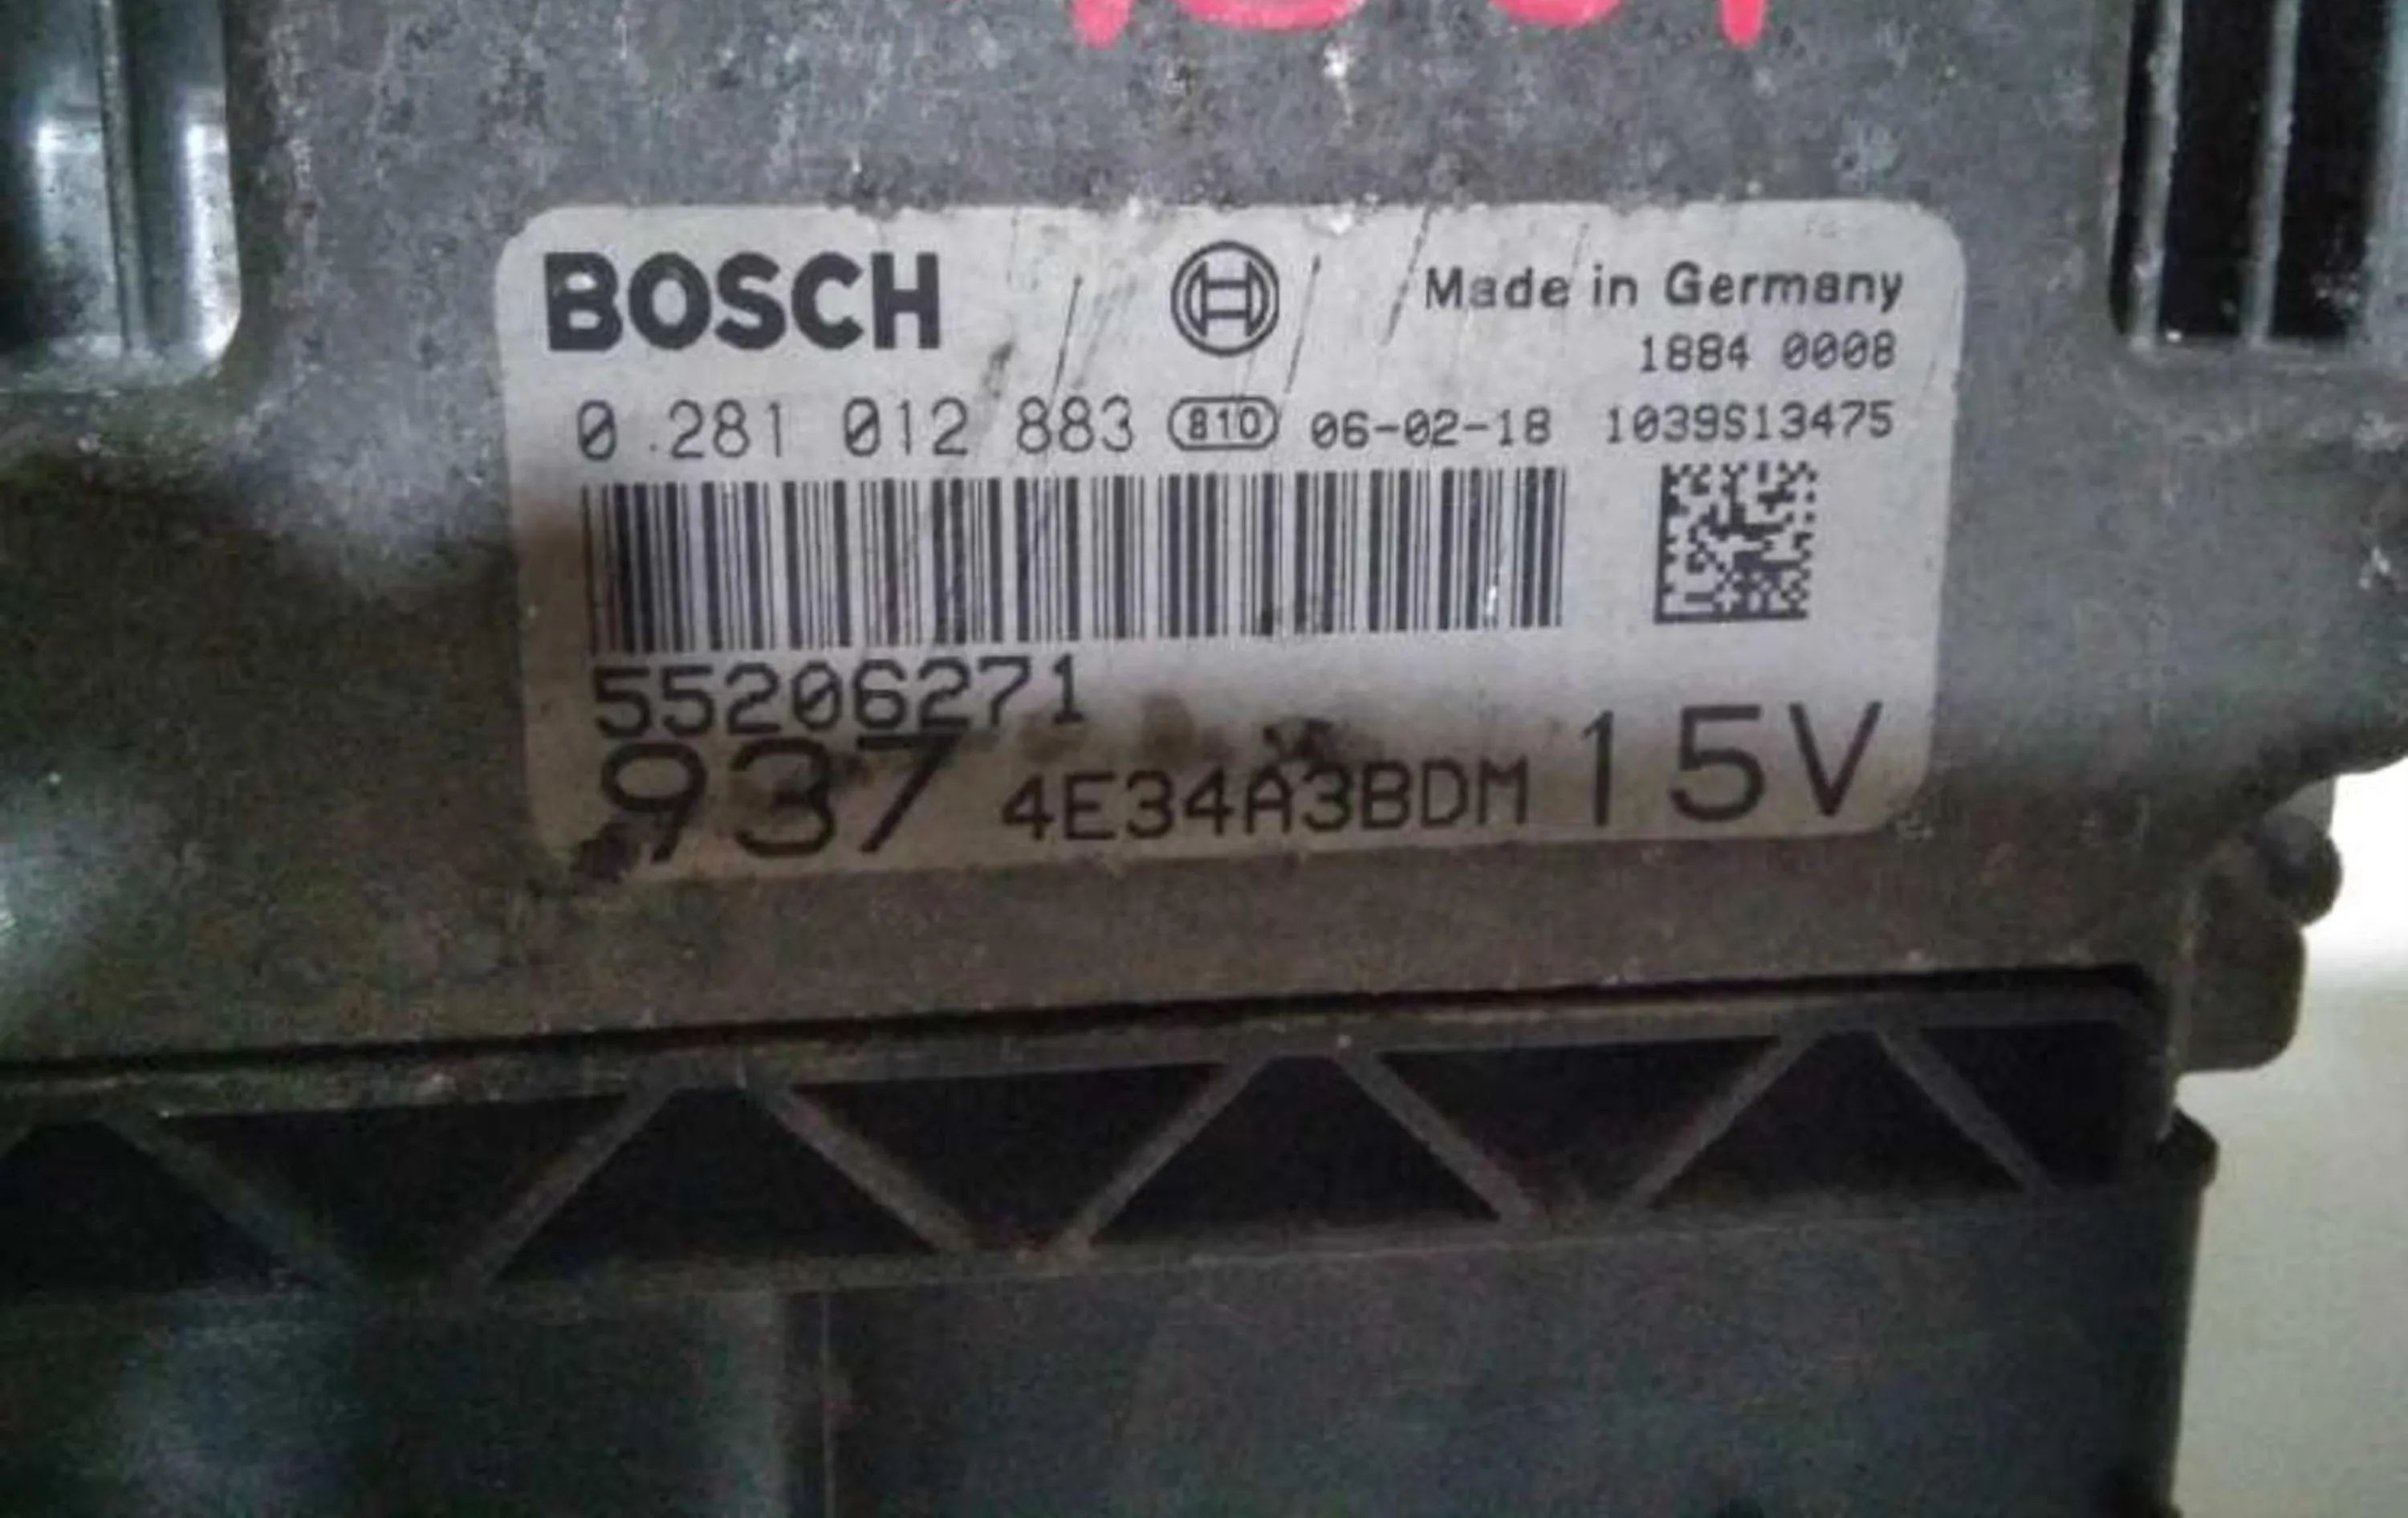 BOSCH
Made in Germany
1884 0008
0 281 012 883 810 06-02-18 1039S13475
55206271
937 4E34A3BDM 15V